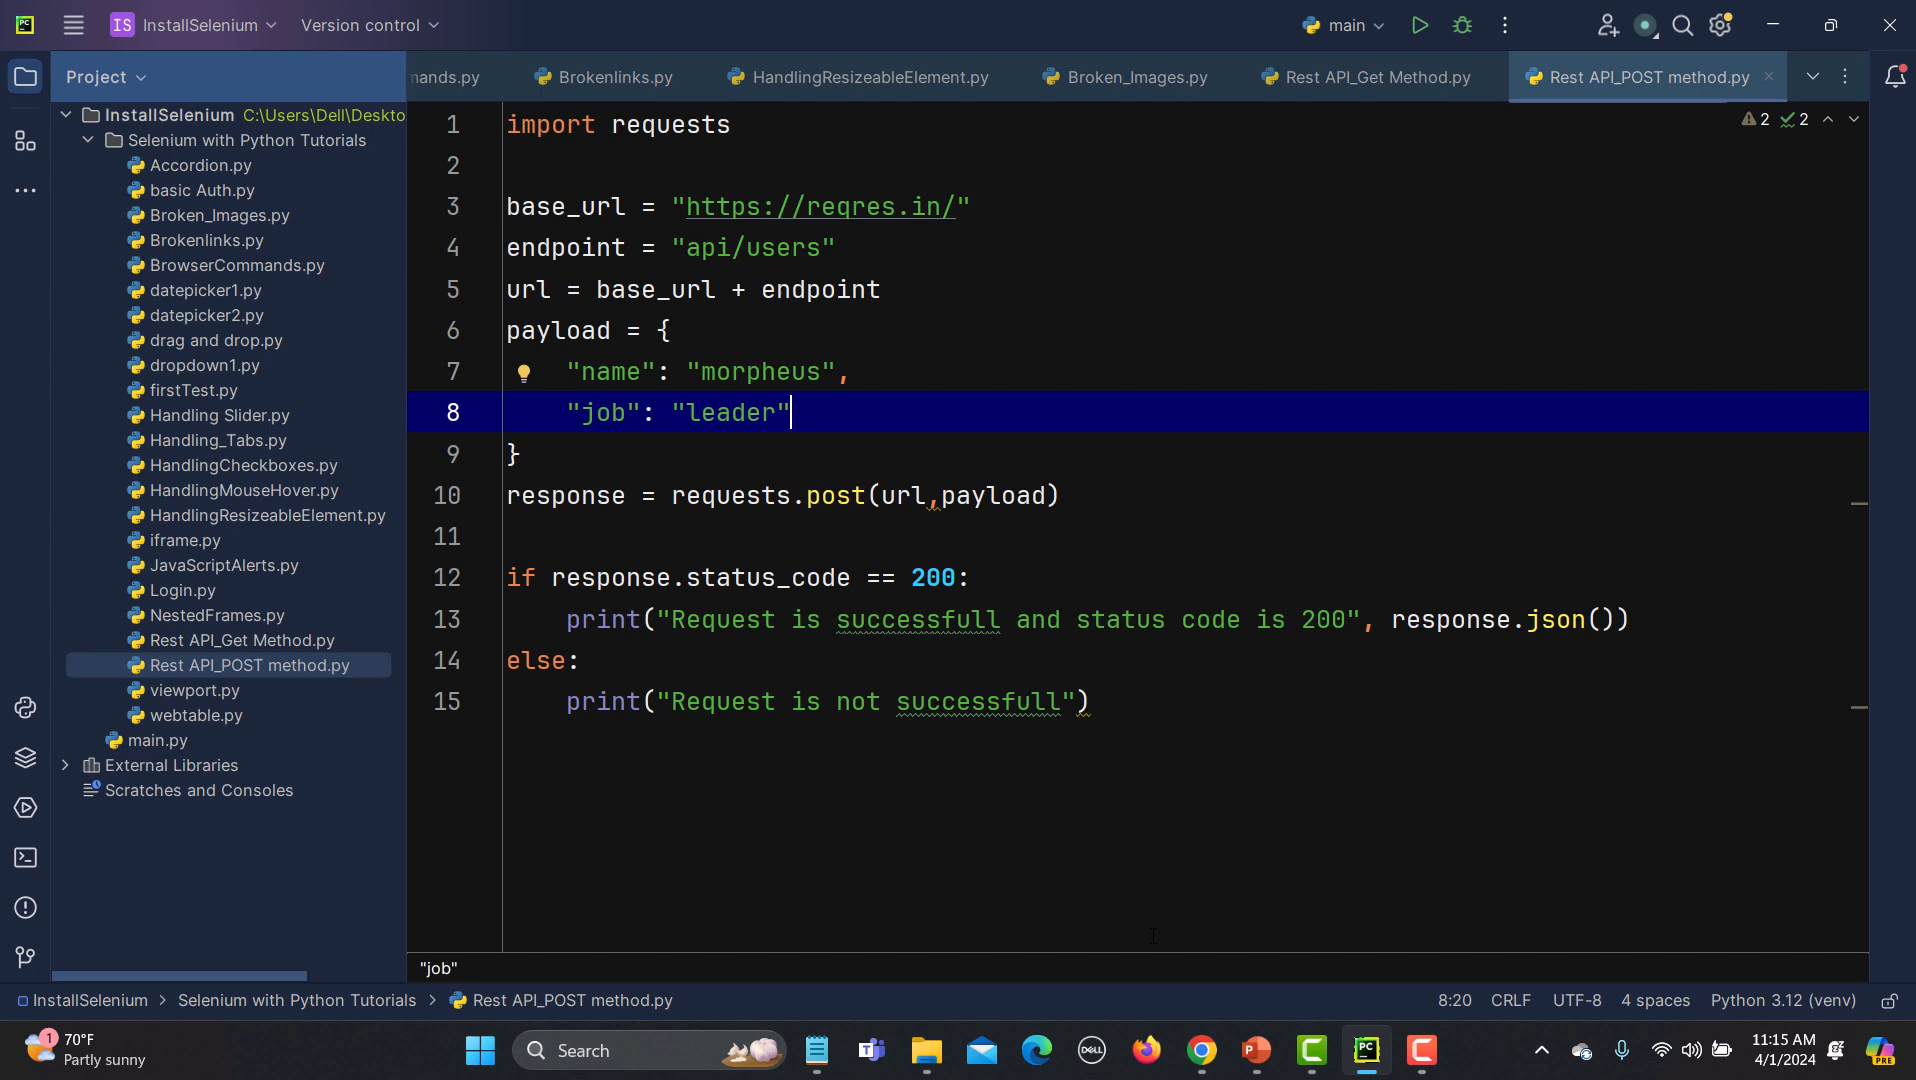 PC
IS InstallSelenium
Version control
main
Project
mands.py
Brokenlinks.py
HandlingResizeableElement.py
Broken_Images.py
Rest API_Get Method.py
Rest API_POST method.py
InstallSelenium C:\Users\Dell\Deskto
Selenium with Python Tutorials
Accordion.py
basic Auth.py
Broken_Images.py
Brokenlinks.py
BrowserCommands.py
datepicker1.py
datepicker2.py
drag and drop.py
dropdown1.py
firstTest.py
Handling Slider.py
Handling_Tabs.py
HandlingCheckboxes.py
HandlingMouseHover.py
HandlingResizeableElement.py
iframe.py
JavaScriptAlerts.py
Login.py
NestedFrames.py
Rest API_Get Method.py
Rest API_POST method.py
viewport.py
webtable.py
main.py
External Libraries
Scratches and Consoles
2 2
1 import requests
2
3 base_url = "https://reqres.in/"
4 endpoint = "api/users"
5 url = base_url + endpoint
6 payload = {
7 "name": "morpheus",
8 "job": "leader"
9 }
10 response = requests.post(url,payload)
11
12 if response.status_code == 200:
13 print("Request is successfull and status code is 200", response.json())
14 else:
15 print("Request is not successfull")
"job"
InstallSelenium > Selenium with Python Tutorials > Rest API_POST method.py
8:20 CRLF UTF-8 4 spaces Python 3.12 (venv)
1
70°F
Partly sunny
Search
DELL
PC
11:15 AM
4/1/2024
PRE